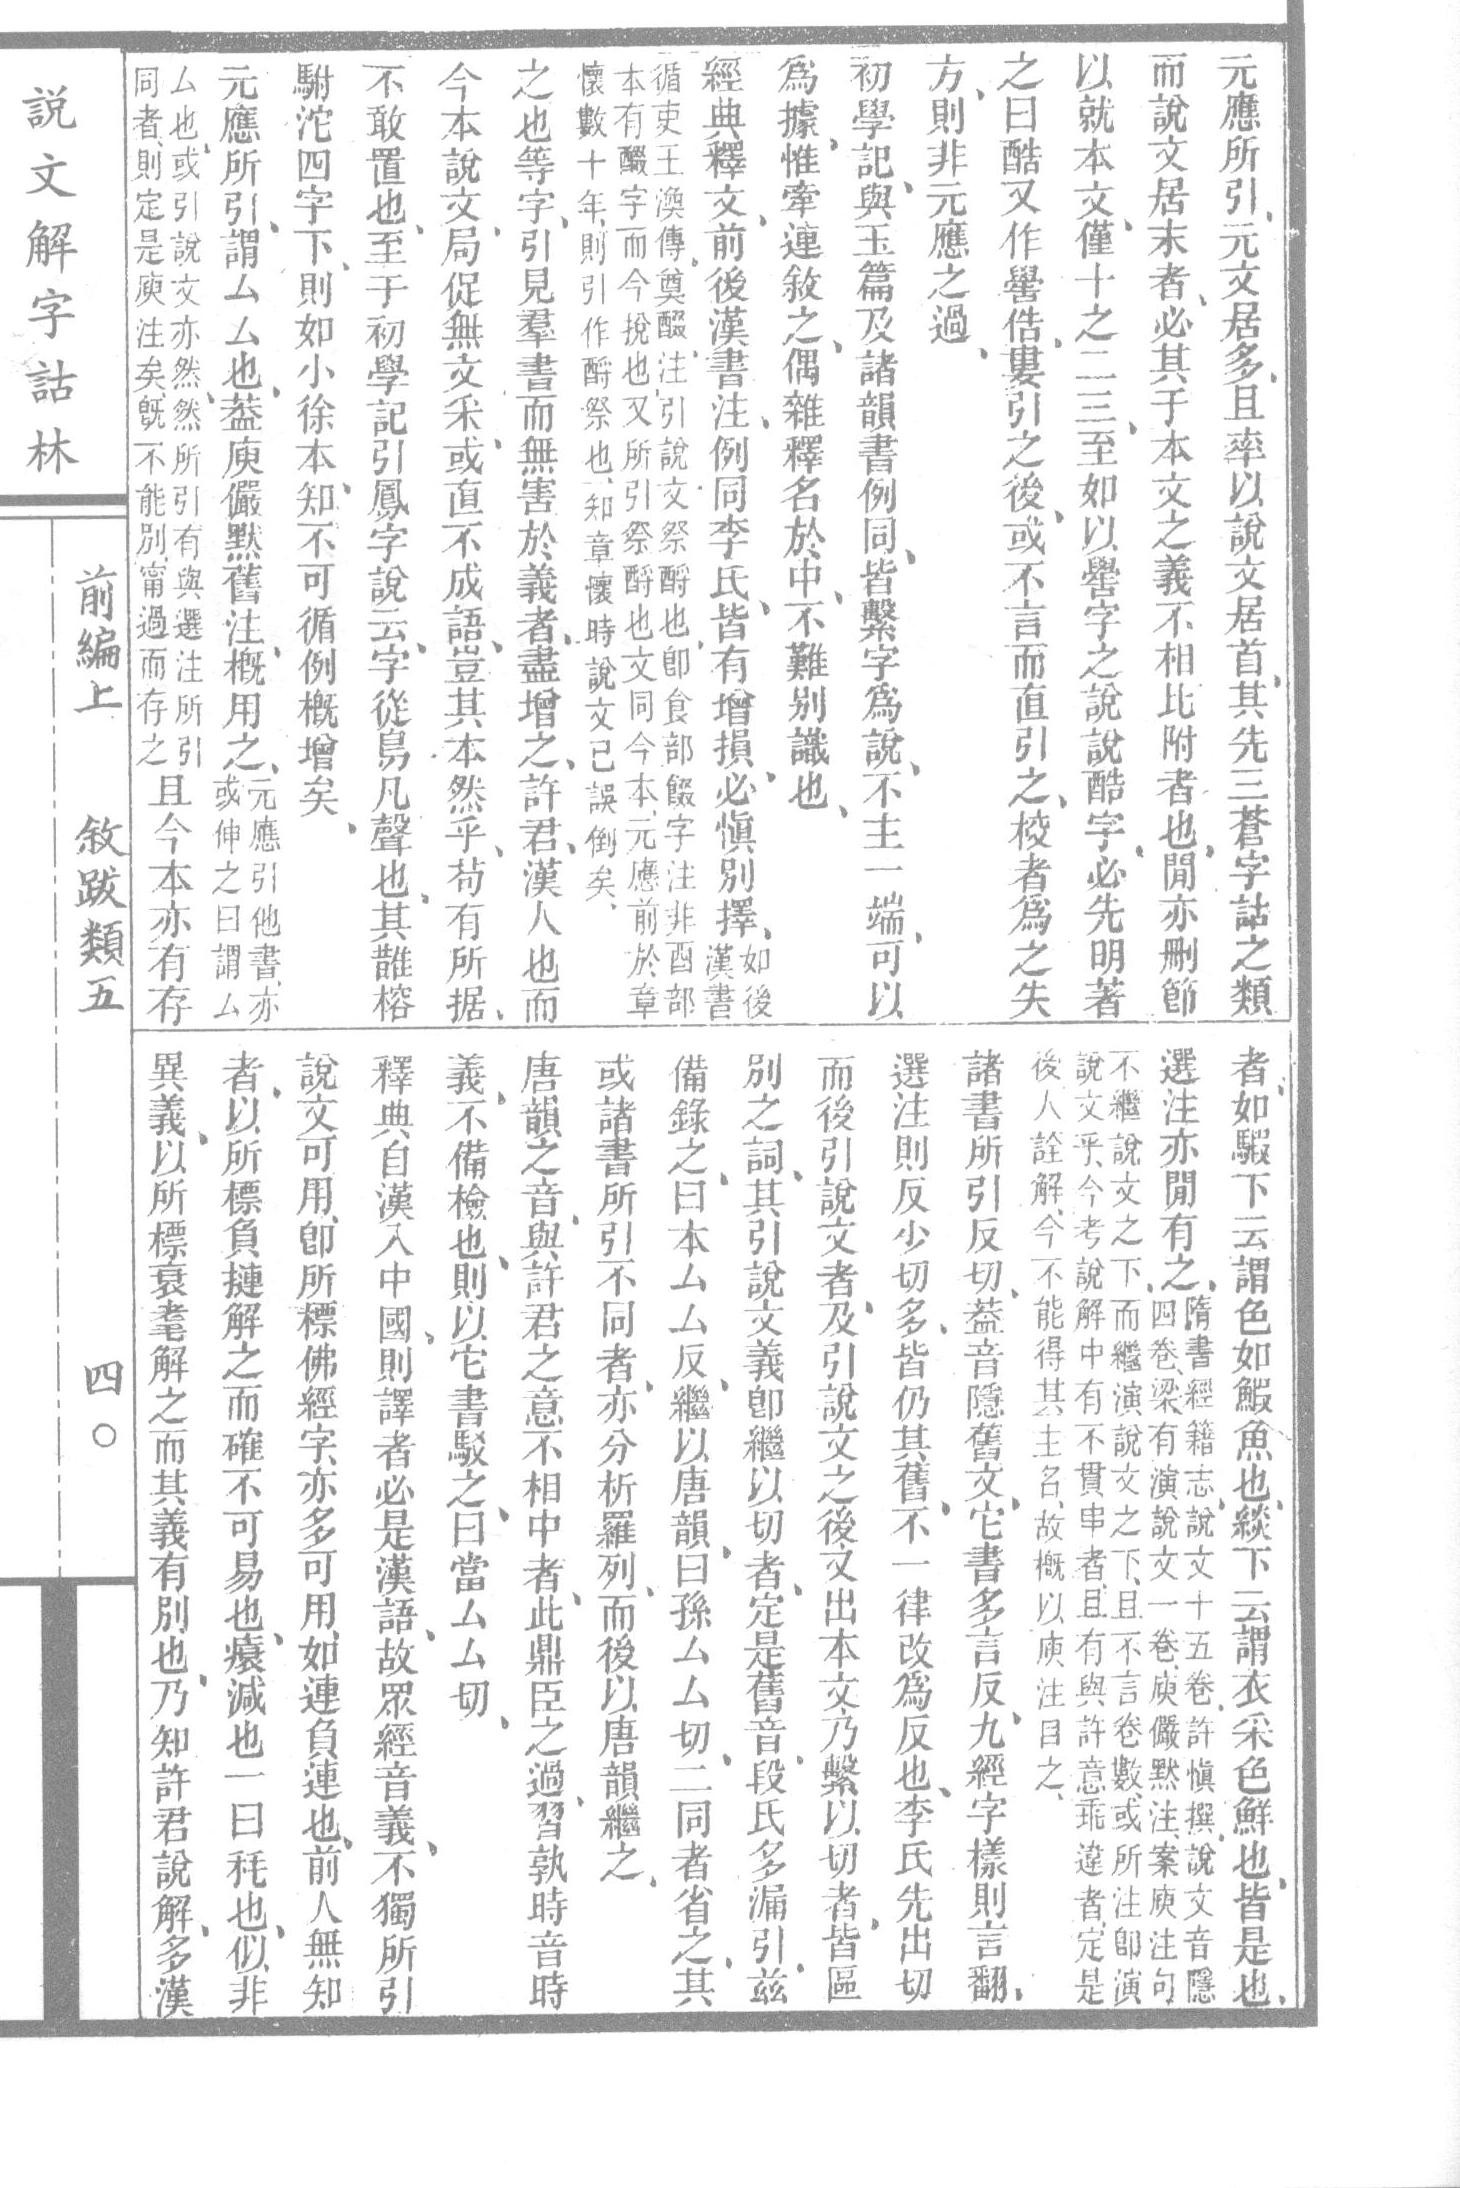 元應所引、元文居多、且率以說文居首、其先三蒼字詁之類
而說文居末者、必其于本文之義不相比附者也、閒亦刪節
以就本文、僅十之二三、至如以嚳字之說說酷字、必先明著
之曰酷又作嚳俈、婁引之後、或不言而直引之、校者爲之失
方、則非元應之過、
初學記、與玉篇及諸韻書例同、皆繫字爲說、不主一端、可以
爲據、惟牽連敘之、偶雜釋名於中、不難別識也、
經典釋文、前後漢書注、例同李氏、皆有增損、必愼別擇、如後
漢書
循吏王渙傳、奠醊、注、引說文祭酹也、卽食部餟字注非酉部
本有醊字而今挩也、又所引祭酹也、文同今本、元應前於章
懷數十年、則引作酹祭也、知章懷時說文已誤倒矣、
之也等字、引見羣書而無害於義者、盡增之、許君、漢人也而
今本說文、局促無文采、或直不成語、豈其本然乎、苟有所据、
不敢置也、至于初學記引鳳字說云、字從鳥凡聲也、其雗榕
駙沱四字下、則如小徐本、知不可循例槪增矣、
元應所引、謂厶厶也、葢庾儼默舊注、槪用之、元應引他書、亦
或伸之曰謂厶
厶也、或引說文亦然、然所引有與選注所引
同者、則定是庾注矣、旣不能別、甯過而存之
且今本亦有存
者、如騢下云謂色如鰕魚也、緂下云謂衣采色鮮也、皆是也、
選注亦閒有之、隋書經籍志、說文十五卷、許愼撰、說文音隱
四卷、梁有演說文一卷、庾儼默注、案庾注句
不繼說文之下、而繼演說文之下、且不言卷數、或所注卽演
說文乎、今考說解中有不貫串者、且有與許意乖違者、定是
後人詮解、今不能得其主名、故槪以庾注目之、
諸書所引反切、葢音隱舊文、它書多言反、九經字樣則言翻、
選注則反少切多、皆仍其舊、不一律改爲反也、李氏先出切
而後引說文者、及引說文之後又出本文乃繫以切者、皆區
別之詞、其引說文義卽繼以切者、定是舊音、段氏多漏引、茲
備錄之、曰本厶厶反、繼以唐韻、曰孫厶厶切、二同者省之、其
或諸書所引不同者、亦分析羅列、而後以唐韻繼之、
唐韻之音、與許君之意不相中者、此鼎臣之過、習孰時音時
義、不備檢也、則以它書駁之、曰當厶厶切、
釋典自漢入中國、則譯者必是漢語、故眾經音義、不獨所引
說文可用、卽所標佛經字、亦多可用、如連負連也、前人無知
者、以所標負摙解之而確不可易也、癏減也一曰秏也、似非
異義、以所標衰耄解之而其義有別也、乃知許君說解、多漢
說文解字詁林
前編上
敘跋類五
四〇